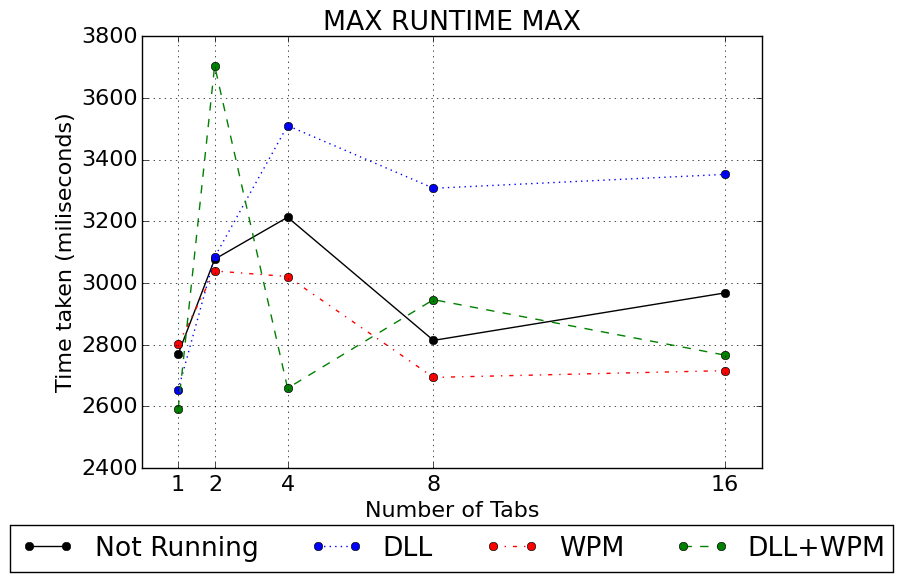 MAX RUNTIME MAX
3800
3600
3400
3200
3000
2800
2600
2400
Time taken (miliseconds)
1 2 4 8 16
Number of Tabs
Not Running DLL WPM DLL+WPM